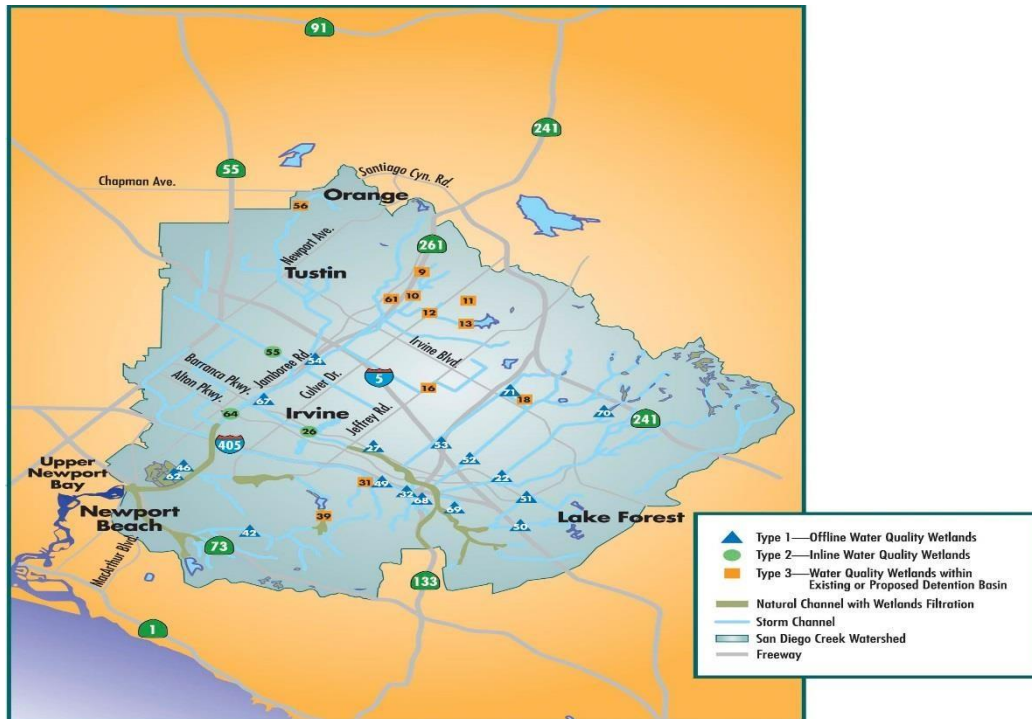 91
241
55
Chapman Ave.
Santiago Cyn. Rd.
Orange
56
Newport Ave.
261
Tustin
9
61
10
11
12
13
Irvine Blvd.
55
54
Jamboree Rd.
Barranca Pkwy.
Culver Dr.
5
Alton Pkwy.
16
71
18
67
64
Irvine
Jeffrey Rd.
70
241
26
405
27
53
52
Upper
Newport
Bay
46
62
31
49
22
32
68
51
Newport
Beach
39
69
Lake Forest
50
42
73
MacArthur Blvd.
133
1
Type 1—Offline Water Quality Wetlands
Type 2—Inline Water Quality Wetlands
Type 3—Water Quality Wetlands within
Existing or Proposed Detention Basin
Natural Channel with Wetlands Filtration
Storm Channel
San Diego Creek Watershed
Freeway